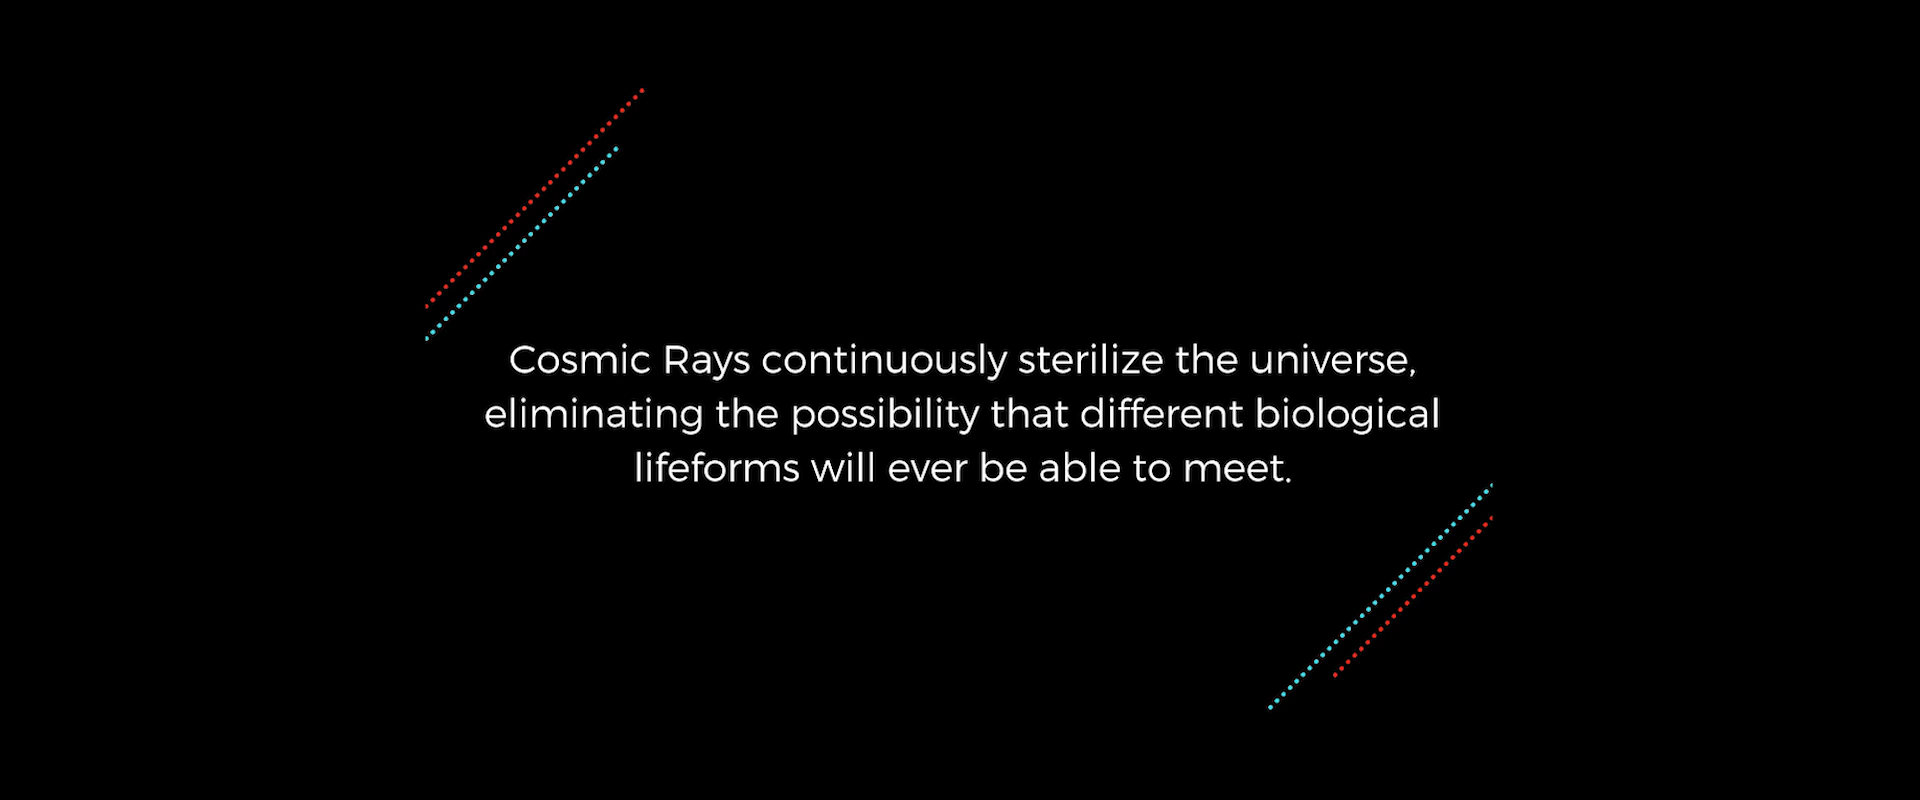 Cosmic Rays continuously sterilize the universe,
eliminating the possibility that different biological
lifeforms will ever be able to meet.